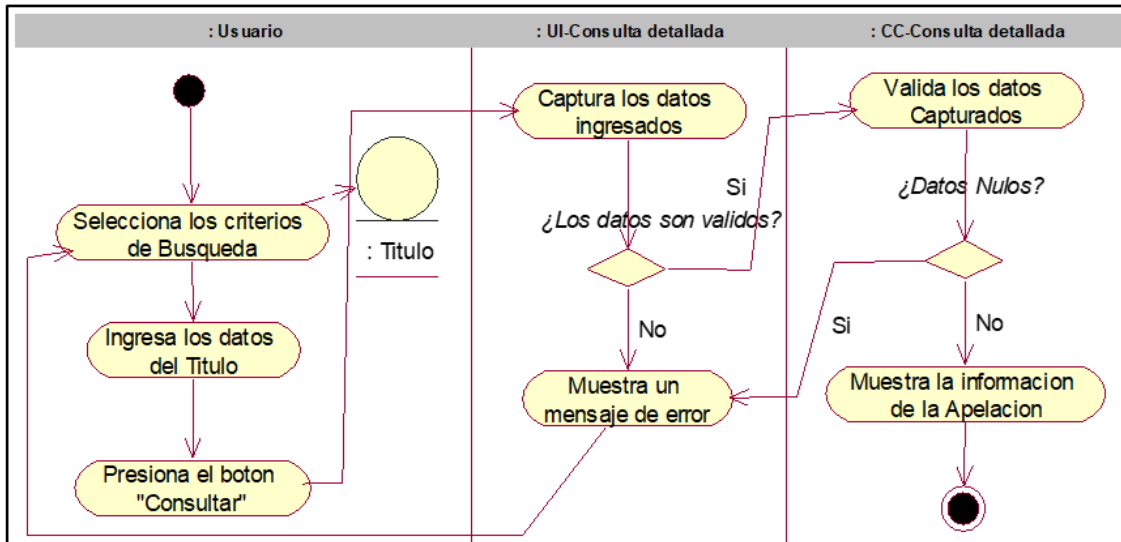 : Usuario
: UI-Consulta detallada
: CC-Consulta detallada
Selecciona los criterios
de Busqueda
: Titulo
Ingresa los datos
del Titulo
Presiona el boton
"Consultar"
Captura los datos
ingresados
Si
¿Los datos son validos?
No
Muestra un
mensaje de error
Valida los datos
Capturados
¿Datos Nulos?
Si
No
Muestra la informacion
de la Apelacion